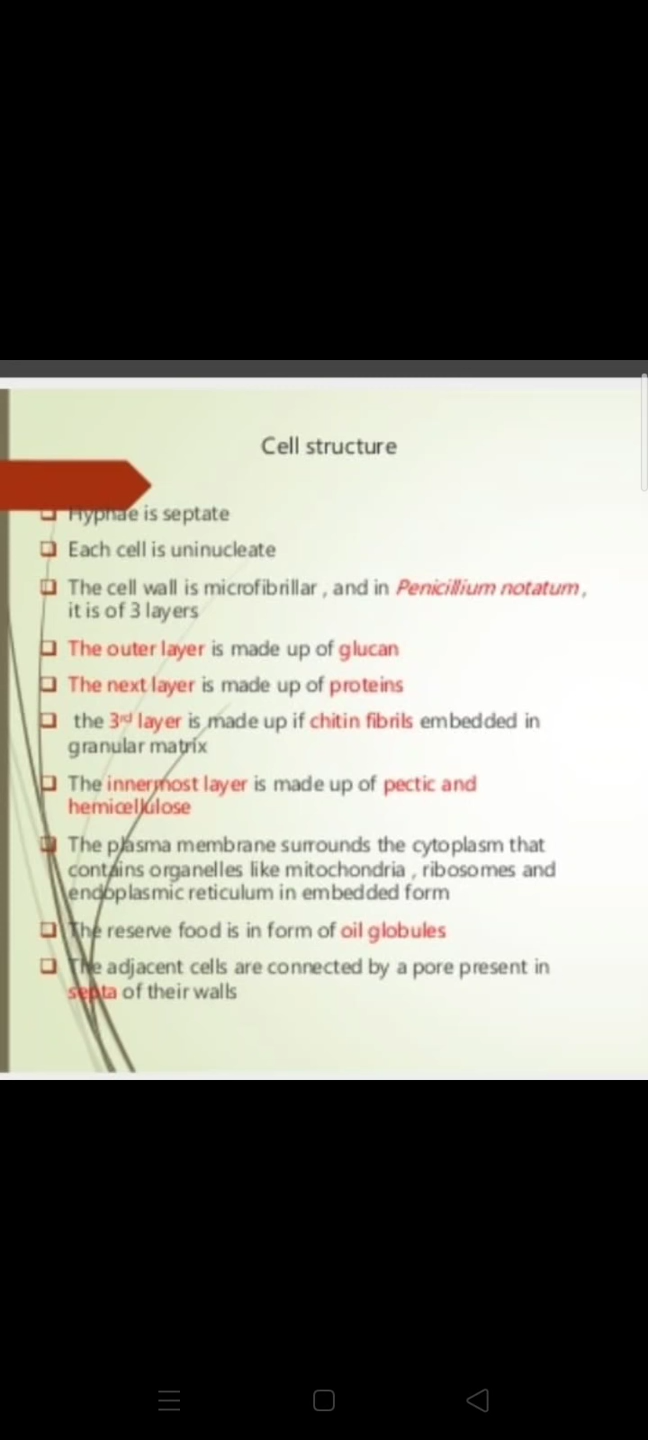 Cell structure
Hyphae is septate
Each cell is uninucleate
The cell wall is microfibrillar , and in Penicillium notatum ,
it is of 3 layers
The outer layer is made up of glucan
The next layer is made up of proteins
the 3rd layer is made up if chitin fibrils embedded in
granular matrix
The innermost layer is made up of pectic and
hemicellulose
The plasma membrane surrounds the cytoplasm that
contains organelles like mitochondria , ribosomes and
endoplasmic reticulum in embedded form
The reserve food is in form of oil globules
The adjacent cells are connected by a pore present in
septa of their walls